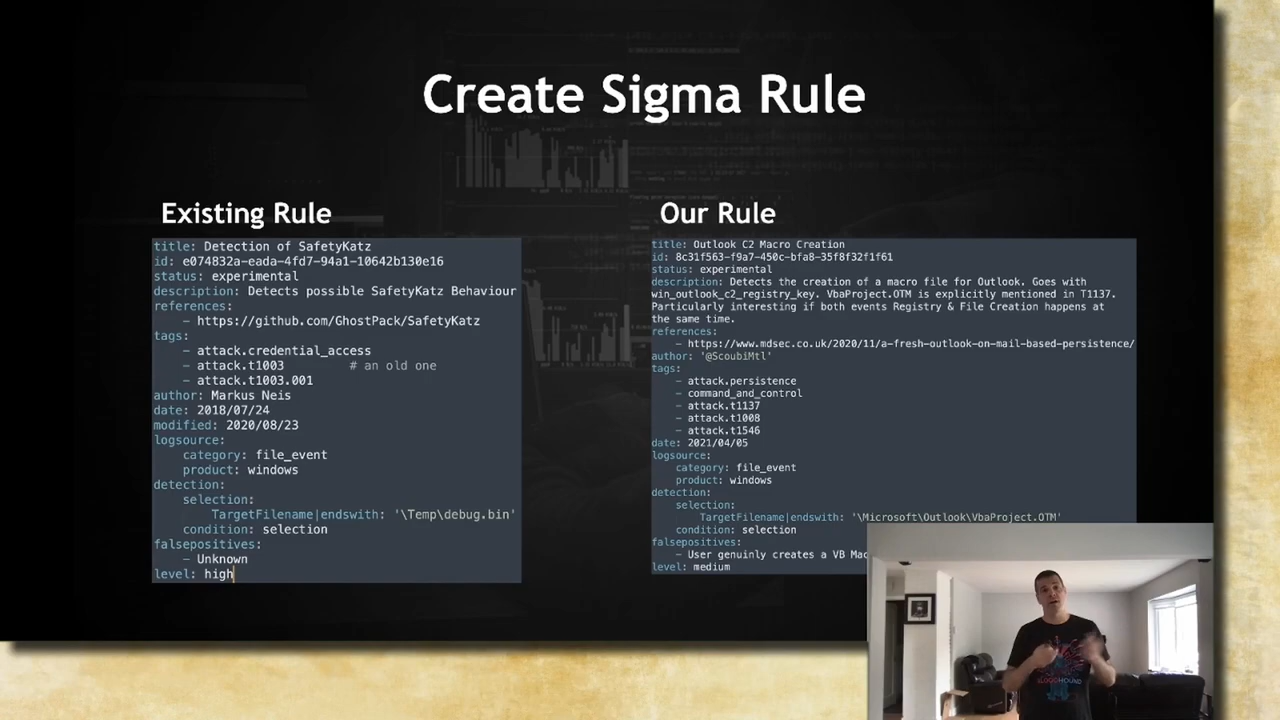 Create Sigma Rule
Existing Rule
title: Detection of SafetyKatz
id: e074832a-eada-4fd7-94a1-10642b130e16
status: experimental
description: Detects possible SafetyKatz Behaviour
references:
- https://github.com/GhostPack/SafetyKatz
tags:
- attack.credential_access
- attack.t1003 # an old one
- attack.t1003.001
author: Markus Neis
date: 2018/07/24
modified: 2020/08/23
logsource:
category: file_event
product: windows
detection:
selection:
TargetFilename|endswith: '\Temp\debug.bin'
condition: selection
falsepositives:
- Unknown
level: high
Our Rule
title: Outlook C2 Macro Creation
id: 8c31f563-f9a7-450c-bfa8-35f8f32f1f61
status: experimental
description: Detects the creation of a macro file for Outlook. Goes with
win_outlook_c2_registry_key. VbaProject.OTM is explicitly mentioned in T1137.
Particularly interesting if both events Registry & File Creation happens at
the same time.
references:
- https://www.mdsec.co.uk/2020/11/a-fresh-outlook-on-mail-based-persistence/
author: '@ScoubiMtl'
tags:
- attack.persistence
- command_and_control
- attack.t1137
- attack.t1008
- attack.t1546
date: 2021/04/05
logsource:
category: file_event
product: windows
detection:
selection:
TargetFilename|endswith: '\Microsoft\Outlook\VbaProject.OTM'
condition: selection
falsepositives:
- User genuinly creates a VB Mac
level: medium